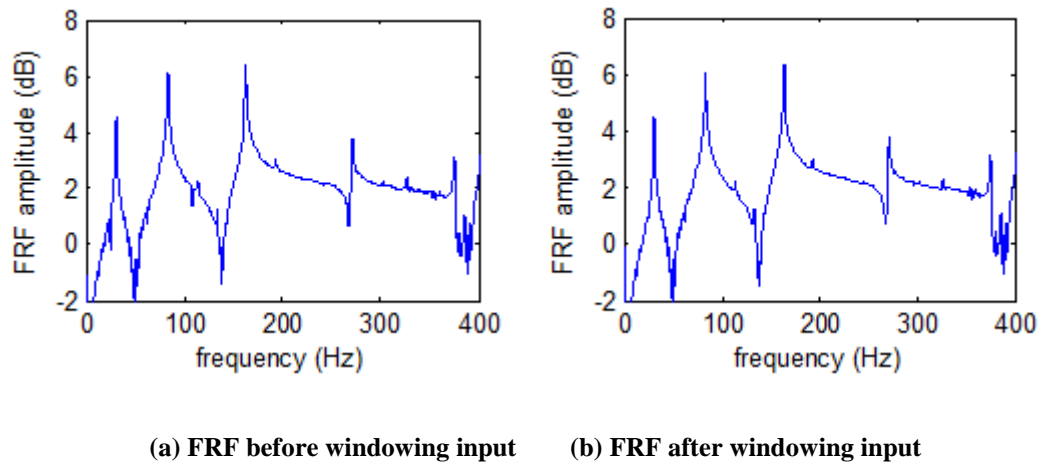 8
6
4
2
0
-2
FRF amplitude (dB)
0 100 200 300 400
frequency (Hz)
8
6
4
2
0
-2
FRF amplitude (dB)
0 100 200 300 400
frequency (Hz)
(a) FRF before windowing input (b) FRF after windowing input